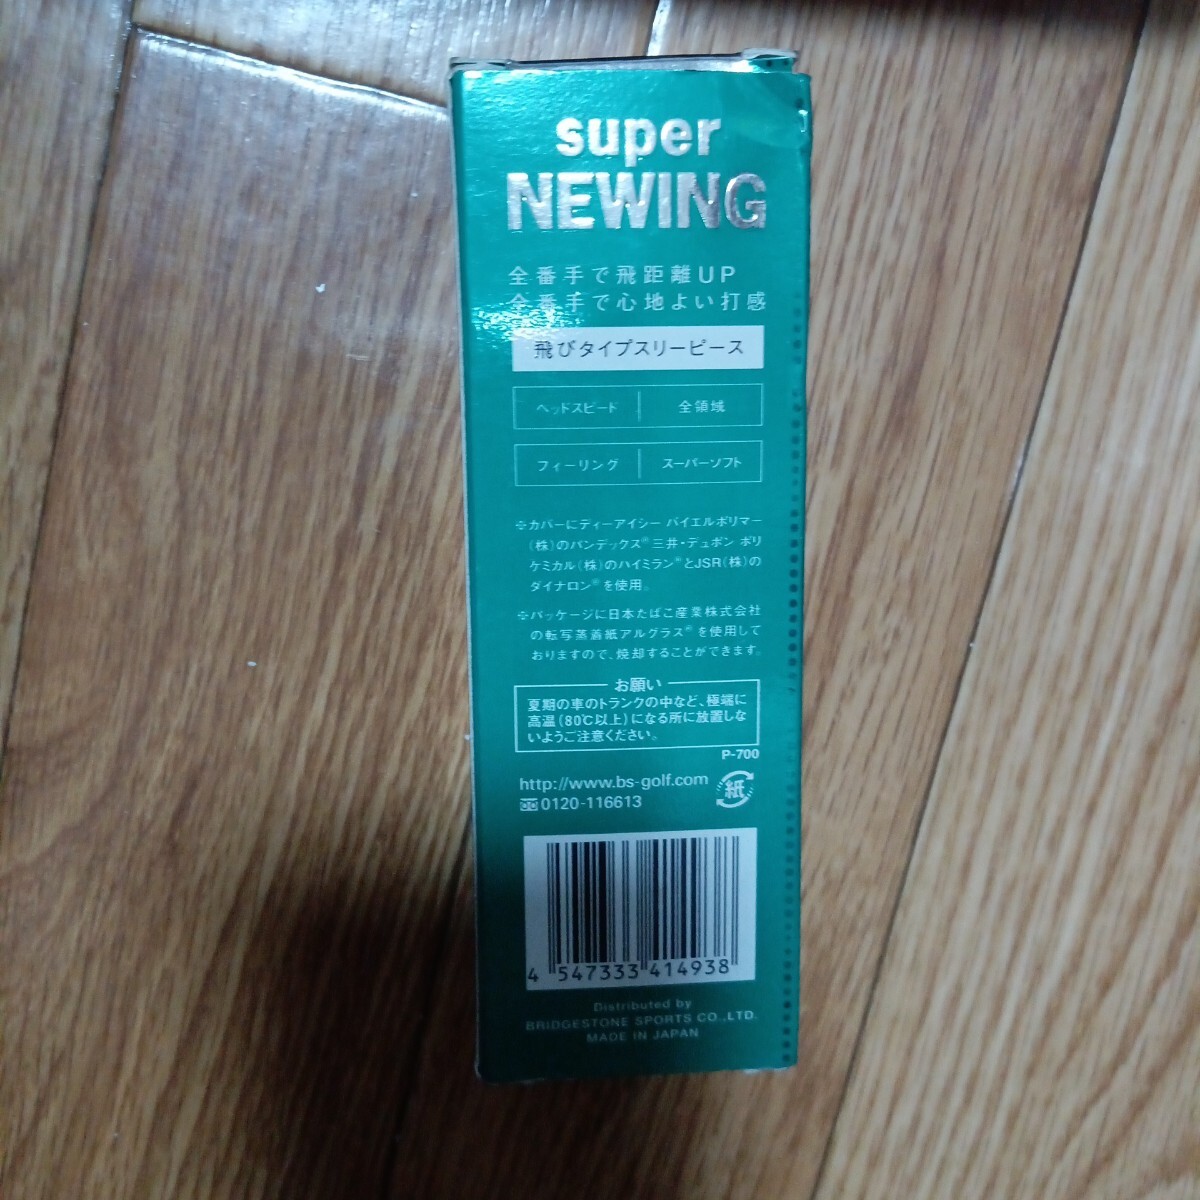 super
NEWING
全番手で飛距離UP
全番手で心地よい打感
飛びタイプスリーピース
ヘッドスピード 全領域
フィーリング スーパーソフト
※カバーにディーアイシー バイエルポリマー
(株)のパンデックス®三井・デュポン ポリ
ケミカル(株)のハイミラン®とJSR(株)の
ダイナロン®を使用。
※パッケージに日本たばこ産業株式会社
の転写蒸着紙アルグラス®を使用して
おりますので、焼却することができます。
お願い
夏期の車のトランクの中など、極端に
高温(80℃以上)になる所に放置しな
いようご注意ください。
P-700
http://www.bs-golf.com
0120-116613
紙
4 547333 414938
Distributed by
BRIDGESTONE SPORTS CO.,LTD.
MADE IN JAPAN